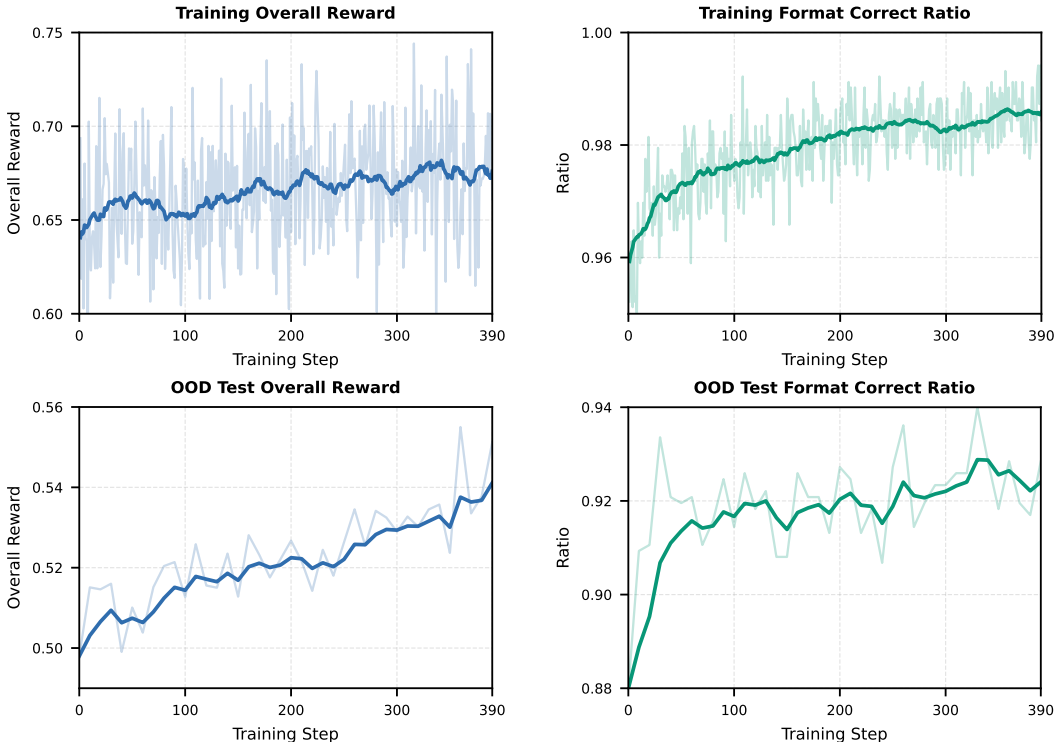 Training Overall Reward
Overall Reward
0.75
0.70
0.65
0.60
0
100
200
300
390
Training Step
Training Format Correct Ratio
Ratio
1.00
0.98
0.96
0
100
200
300
390
Training Step
OOD Test Overall Reward
Overall Reward
0.56
0.54
0.52
0.50
0
100
200
300
390
Training Step
OOD Test Format Correct Ratio
Ratio
0.94
0.92
0.90
0.88
0
100
200
300
390
Training Step